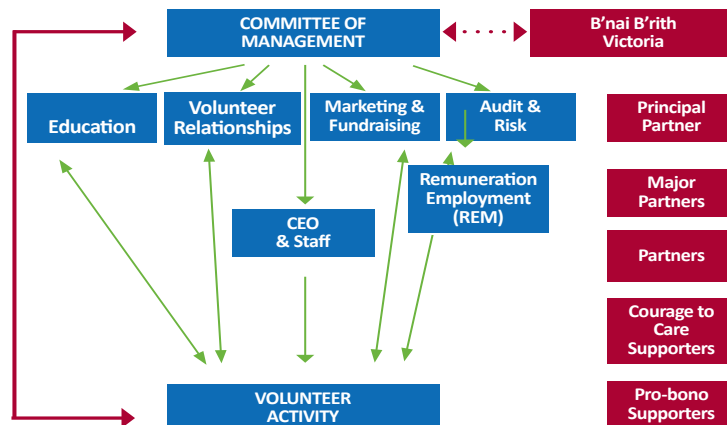 COMMITTEE OF
MANAGEMENT
B'nai B'rith
Victoria
Education
Volunteer
Relationships
Marketing &
Fundraising
Audit &
Risk
Principal
Partner
Remuneration
Employment
(REM)
Major
Partners
CEO
& Staff
Partners
Courage to
Care
Supporters
VOLUNTEER
ACTIVITY
Pro-bono
Supporters